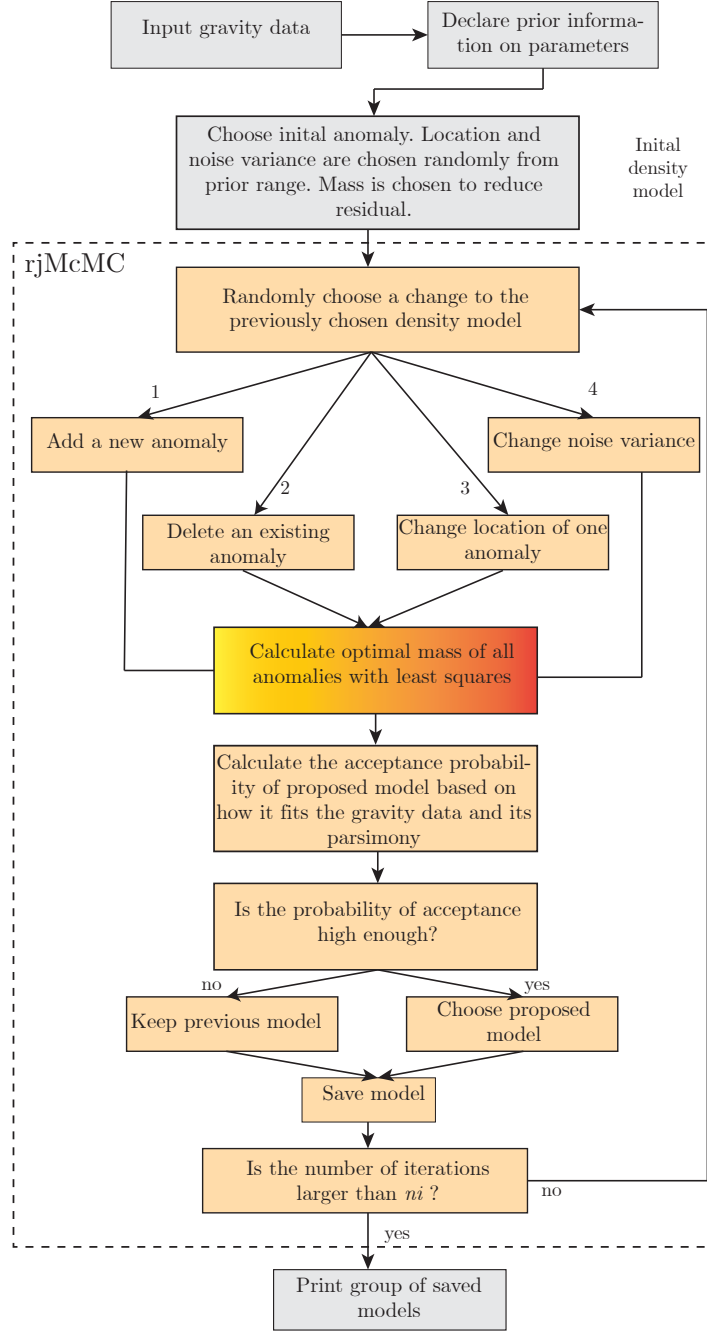 Input gravity data
Declare prior informa-
tion on parameters
Choose inital anomaly. Location and
noise variance are chosen randomly from
prior range. Mass is chosen to reduce
residual.
Inital
density
model
rjMcMC
Randomly choose a change to the
previously chosen density model
1
4
Add a new anomaly
Change noise variance
2
3
Delete an existing
anomaly
Change location of one
anomaly
Calculate optimal mass of all
anomalies with least squares
Calculate the acceptance probabil-
ity of proposed model based on
how it fits the gravity data and its
parsimony
Is the probability of acceptance
high enough?
no
yes
Keep previous model
Choose proposed
model
Save model
Is the number of iterations
larger than ni ?
no
yes
Print group of saved
models